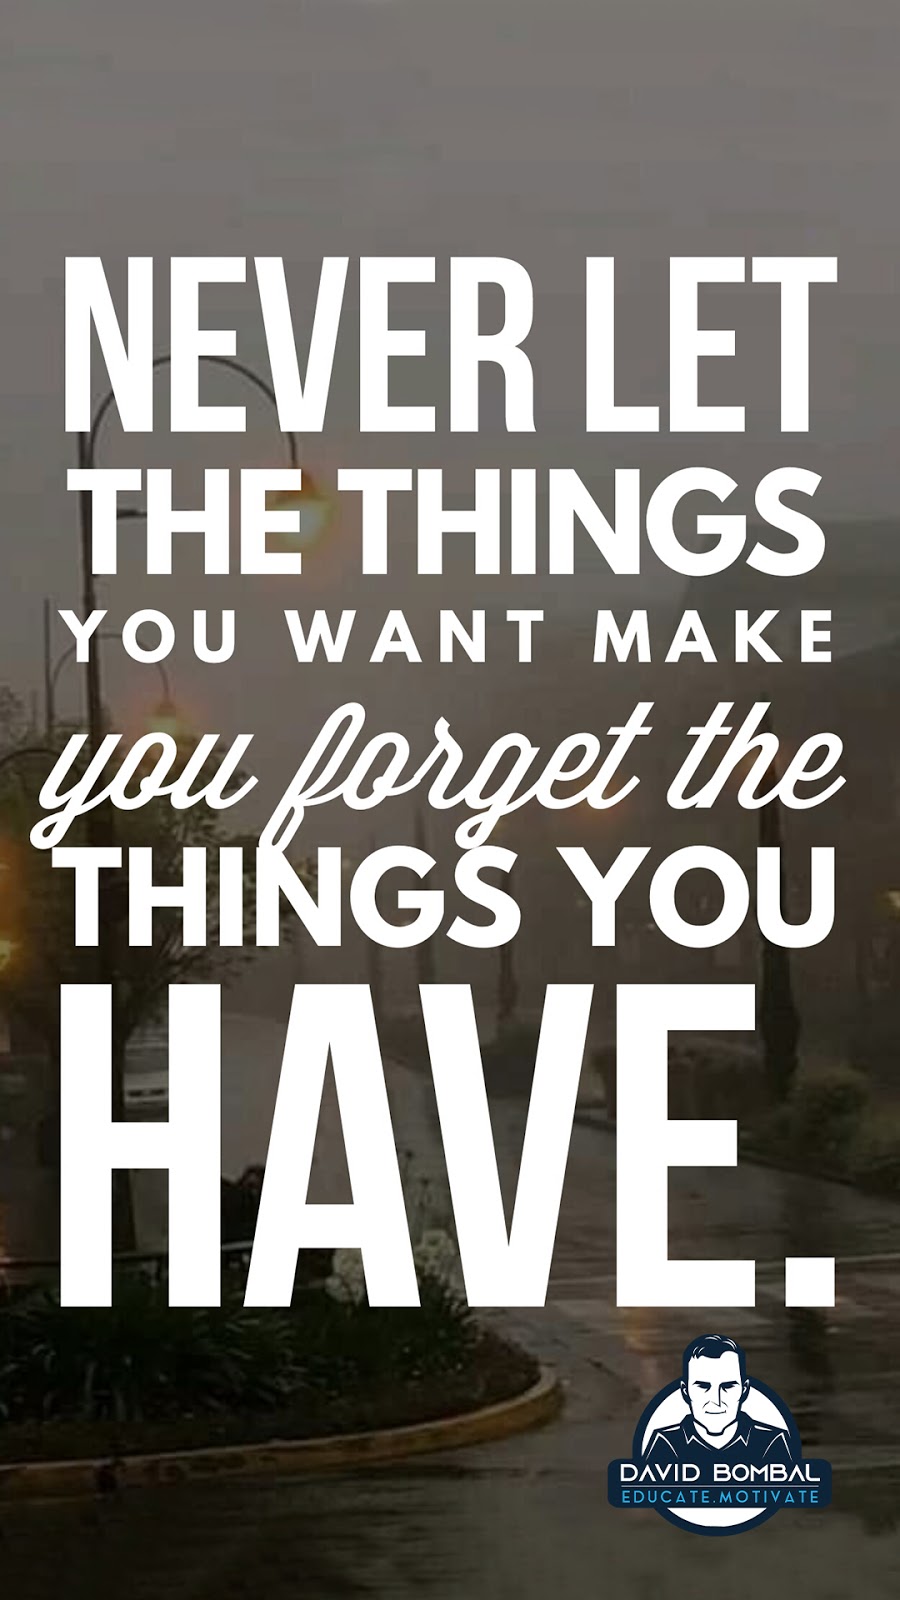 NEVER LET
THE THINGS
YOU WANT MAKE
you forget the
THINGS YOU
HAVE.
DAVID BOMBAL
EDUCATE.MOTIVATE